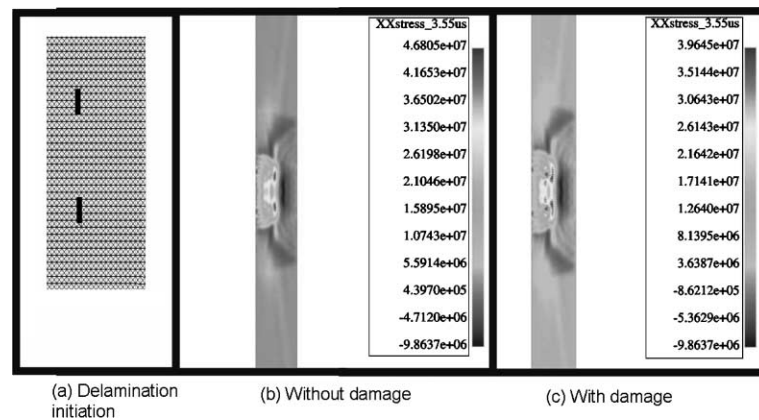 XXstress_3.55us
4.6805e+07
4.1653e+07
3.6502e+07
3.1350e+07
2.6198e+07
2.1046e+07
1.5895e+07
1.0743e+07
5.5914e+06
4.3970e+05
-4.7120e+06
-9.8637e+06
XXstress_3.55us
3.9645e+07
3.5144e+07
3.0643e+07
2.6143e+07
2.1642e+07
1.7141e+07
1.2640e+07
8.1395e+06
3.6387e+06
-8.6212e+05
-5.3629e+06
-9.8637e+06
(a) Delamination
initiation
(b) Without damage
(c) With damage